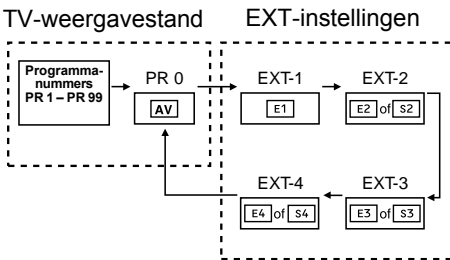 TV-weergavestand EXT-instellingen
Programma-
nummers
PR 1 – PR 99
PR 0
AV
EXT-1
E1
EXT-2
E2 of S2
EXT-4
E4 of S4
EXT-3
E3 of S3